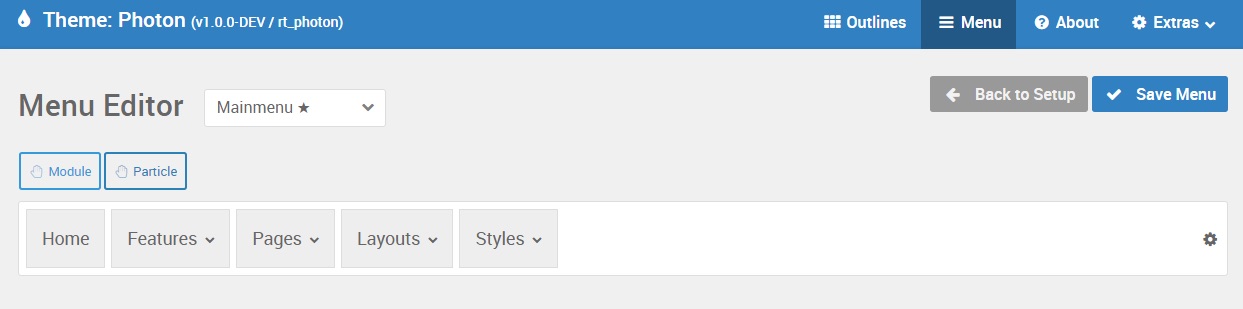 Theme: Photon (v1.0.0-DEV / rt_photon)
Outlines Menu About Extras
Menu Editor Mainmenu ★ Back to Setup Save Menu
Module Particle
Home Features Pages Layouts Styles